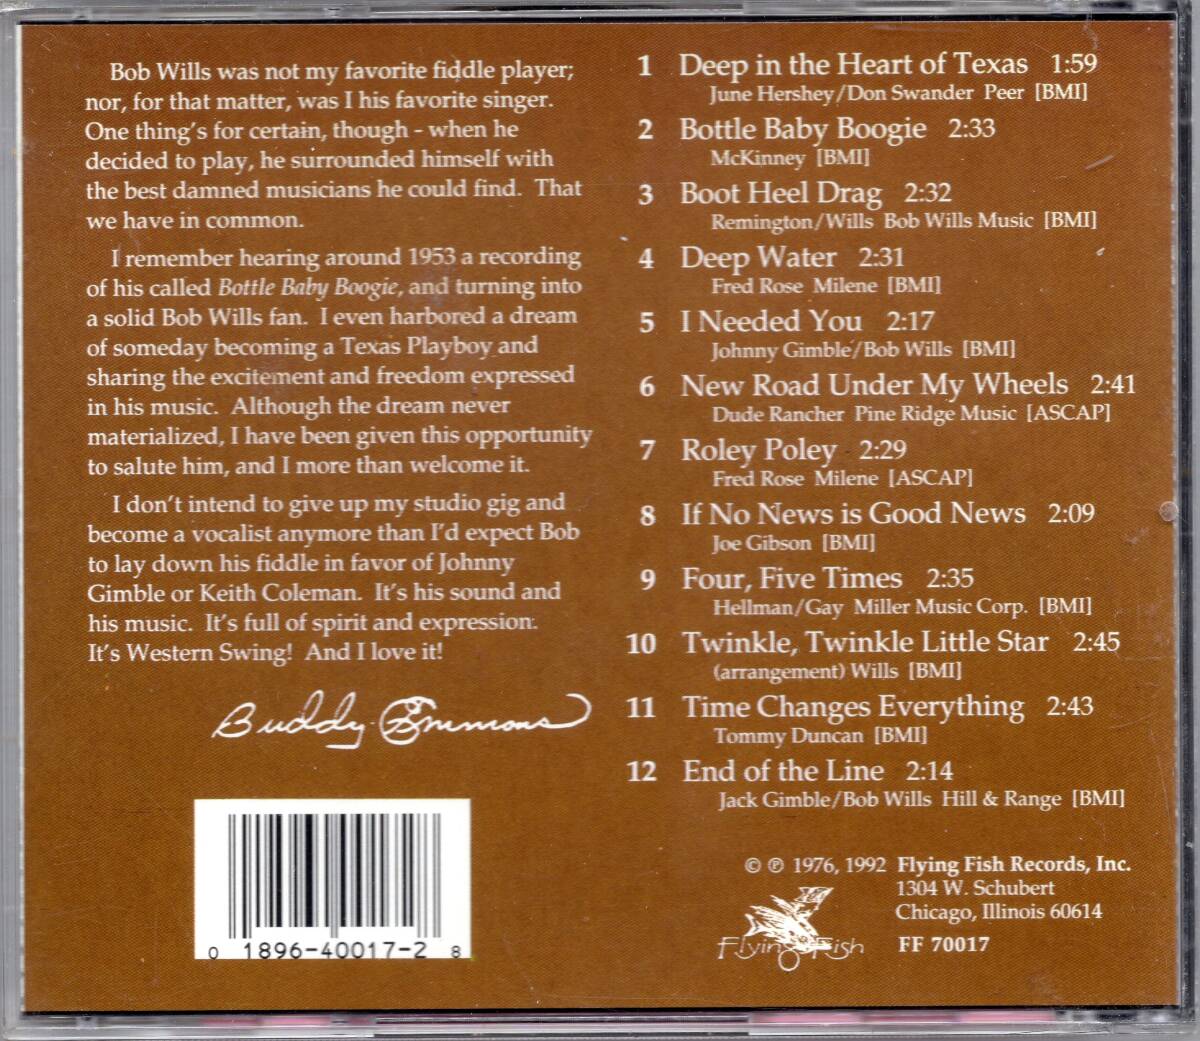 Bob Wills was not my favorite fiddle player;
nor, for that matter, was I his favorite singer.
One thing's for certain, though - when he
decided to play, he surrounded himself with
the best damned musicians he could find. That
we have in common.
I remember hearing around 1953 a recording
of his called Bottle Baby Boogie, and turning into
a solid Bob Wills fan. I even harbored a dream
of someday becoming a Texas Playboy and
sharing the excitement and freedom expressed
in his music. Although the dream never
materialized, I have been given this opportunity
to salute him, and I more than welcome it.
I don't intend to give up my studio gig and
become a vocalist anymore than I'd expect Bob
to lay down his fiddle in favor of Johnny
Gimble or Keith Coleman. It's his sound and
his music. It's full of spirit and expression.
It's Western Swing! And I love it!
Buddy Emmons
0 1896-40017-2 8
1 Deep in the Heart of Texas 1:59
June Hershey/Don Swander Peer [BMI]
2 Bottle Baby Boogie 2:33
McKinney [BMI]
3 Boot Heel Drag 2:32
Remington/Wills Bob Wills Music [BMI]
4 Deep Water 2:31
Fred Rose Milene [BMI]
5 I Needed You 2:17
Johnny Gimble/Bob Wills [BMI]
6 New Road Under My Wheels 2:41
Dude Rancher Pine Ridge Music [ASCAP]
7 Roley Poley 2:29
Fred Rose Milene [ASCAP]
8 If No News is Good News 2:09
Joe Gibson [BMI]
9 Four, Five Times 2:35
Hellman/Gay Miller Music Corp. [BMI]
10 Twinkle, Twinkle Little Star 2:45
(arrangement) Wills [BMI]
11 Time Changes Everything 2:43
Tommy Duncan [BMI]
12 End of the Line 2:14
Jack Gimble/Bob Wills Hill & Range [BMI]
© ℗ 1976, 1992 Flying Fish Records, Inc.
1304 W. Schubert
Chicago, Illinois 60614
Flying Fish FF 70017